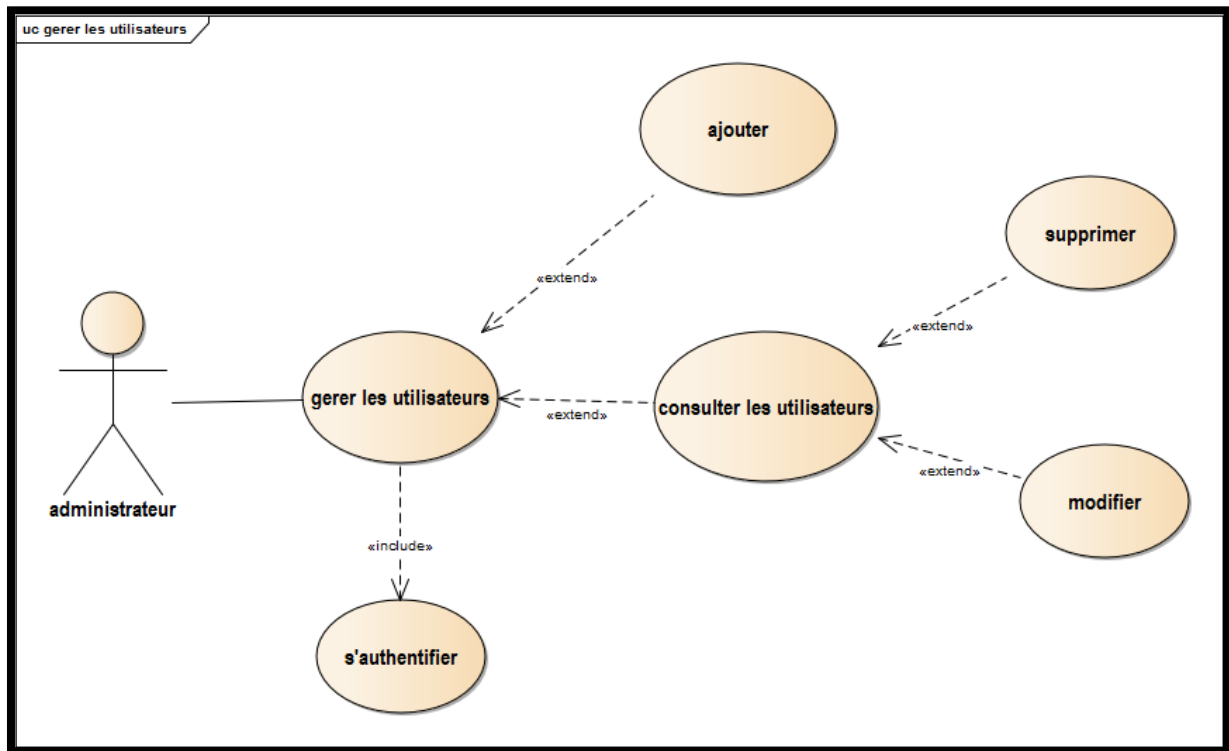 uc gerer les utilisateurs
ajouter
supprimer
«extend»
«extend»
gerer les utilisateurs
«extend»
consulter les utilisateurs
«extend»
modifier
administrateur
«include»
s'authentifier